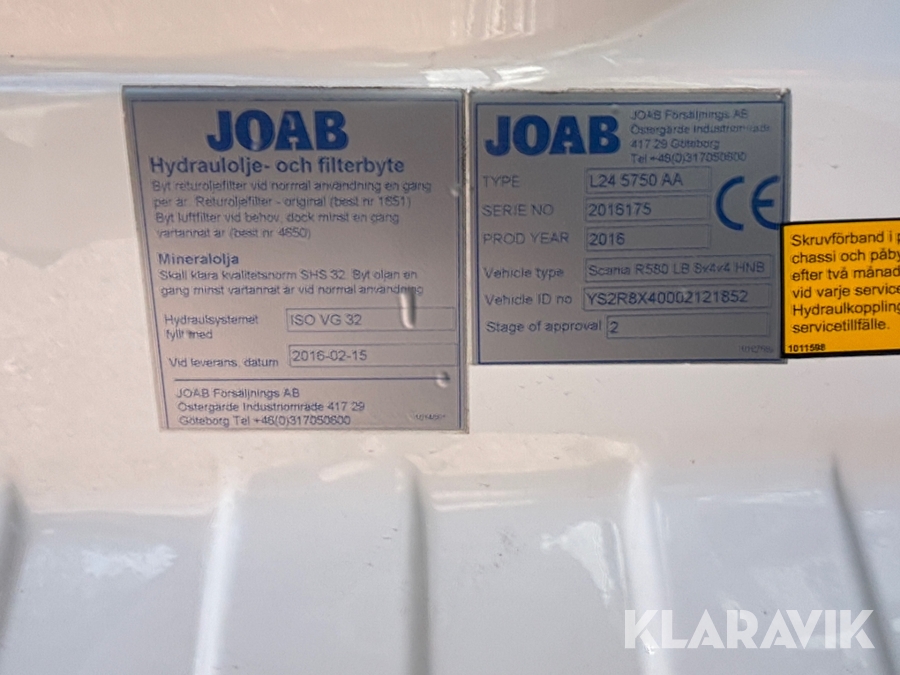 JOAB
Hydraulolje- och filterbyte
Byt returoljefilter vid normal användning en gång
per år. Returoljefilter - original (best nr 1651)
Byt luftfilter vid behov, dock minst en gång
vartannat år (best nr 4650)
Mineralolja
Skall klara kvalitetsnorm SHS 32. Byt oljan en
gång minst vartannat år vid normal användning
Hydraulsystemet
fyllt med
ISO VG 32
Vid leverans, datum
2016-02-15
JOAB Försäljnings AB
Östergärde Industriområde 417 29
Göteborg Tel +46(0)317050600
JOAB
JOAB Försäljnings AB
Östergärde Industriområde
417 29 Göteborg
Tel +46(0)317050600
TYPE L24 5750 AA
SERIE NO 2016175
PROD YEAR 2016
CE
Vehicle type Scania R580 LB 8x4x4 HNB
Vehicle ID no YS2R8X40002121852
Stage of approval 2
Skruvförband i p
chassi och påby
efter två månad
vid varje service
Hydraulkoppling
servicetillfälle.
1011598
KLARAVIK